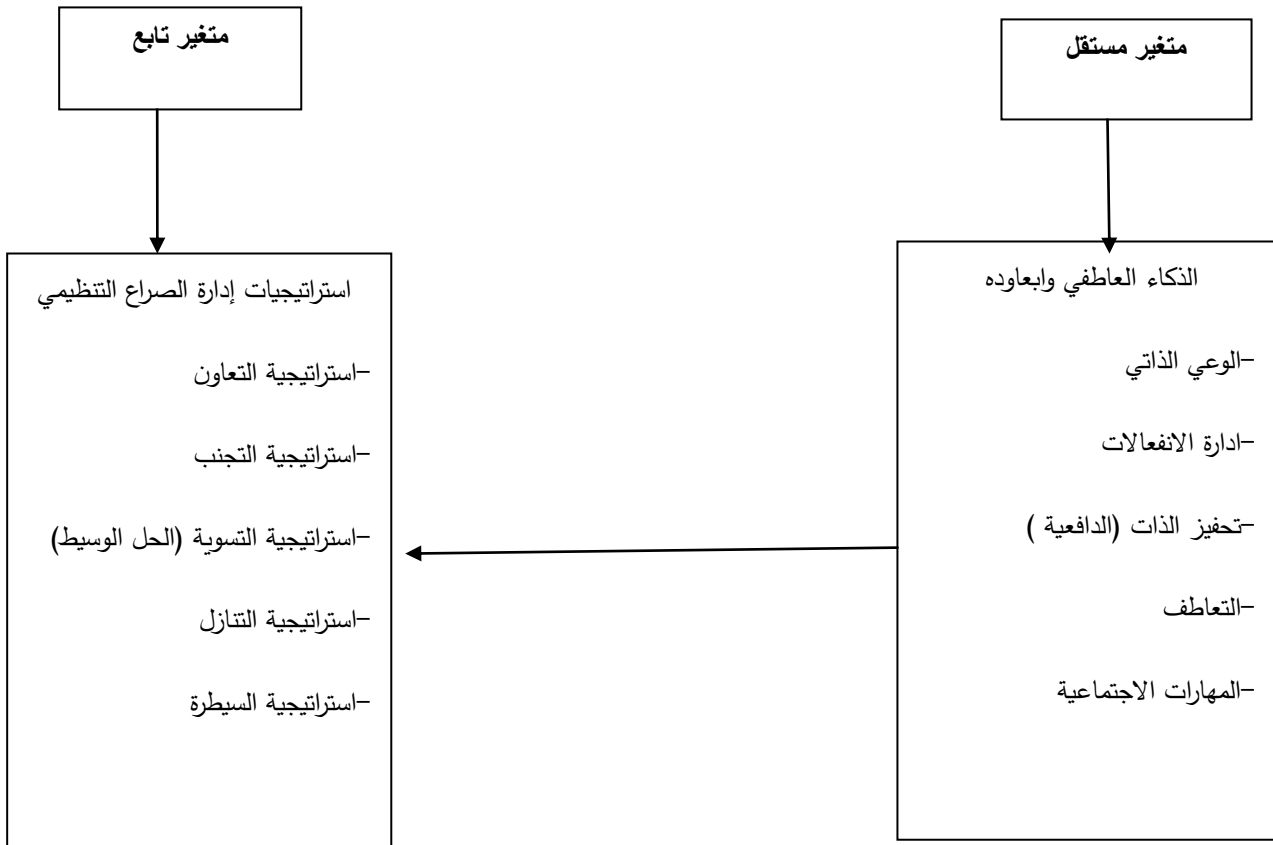 متغير مستقل
الذكاء العاطفي وابعاوده
-الوعي الذاتي
-ادارة الانفعالات
-تحفيز الذات (الدافعية )
-التعاطف
-المهارات الاجتماعية
متغير تابع
استراتيجيات إدارة الصراع التنظيمي
-استراتيجية التعاون
-استراتيجية التجنب
-استراتيجية التسوية (الحل الوسيط)
-استراتيجية التنازل
-استراتيجية السيطرة